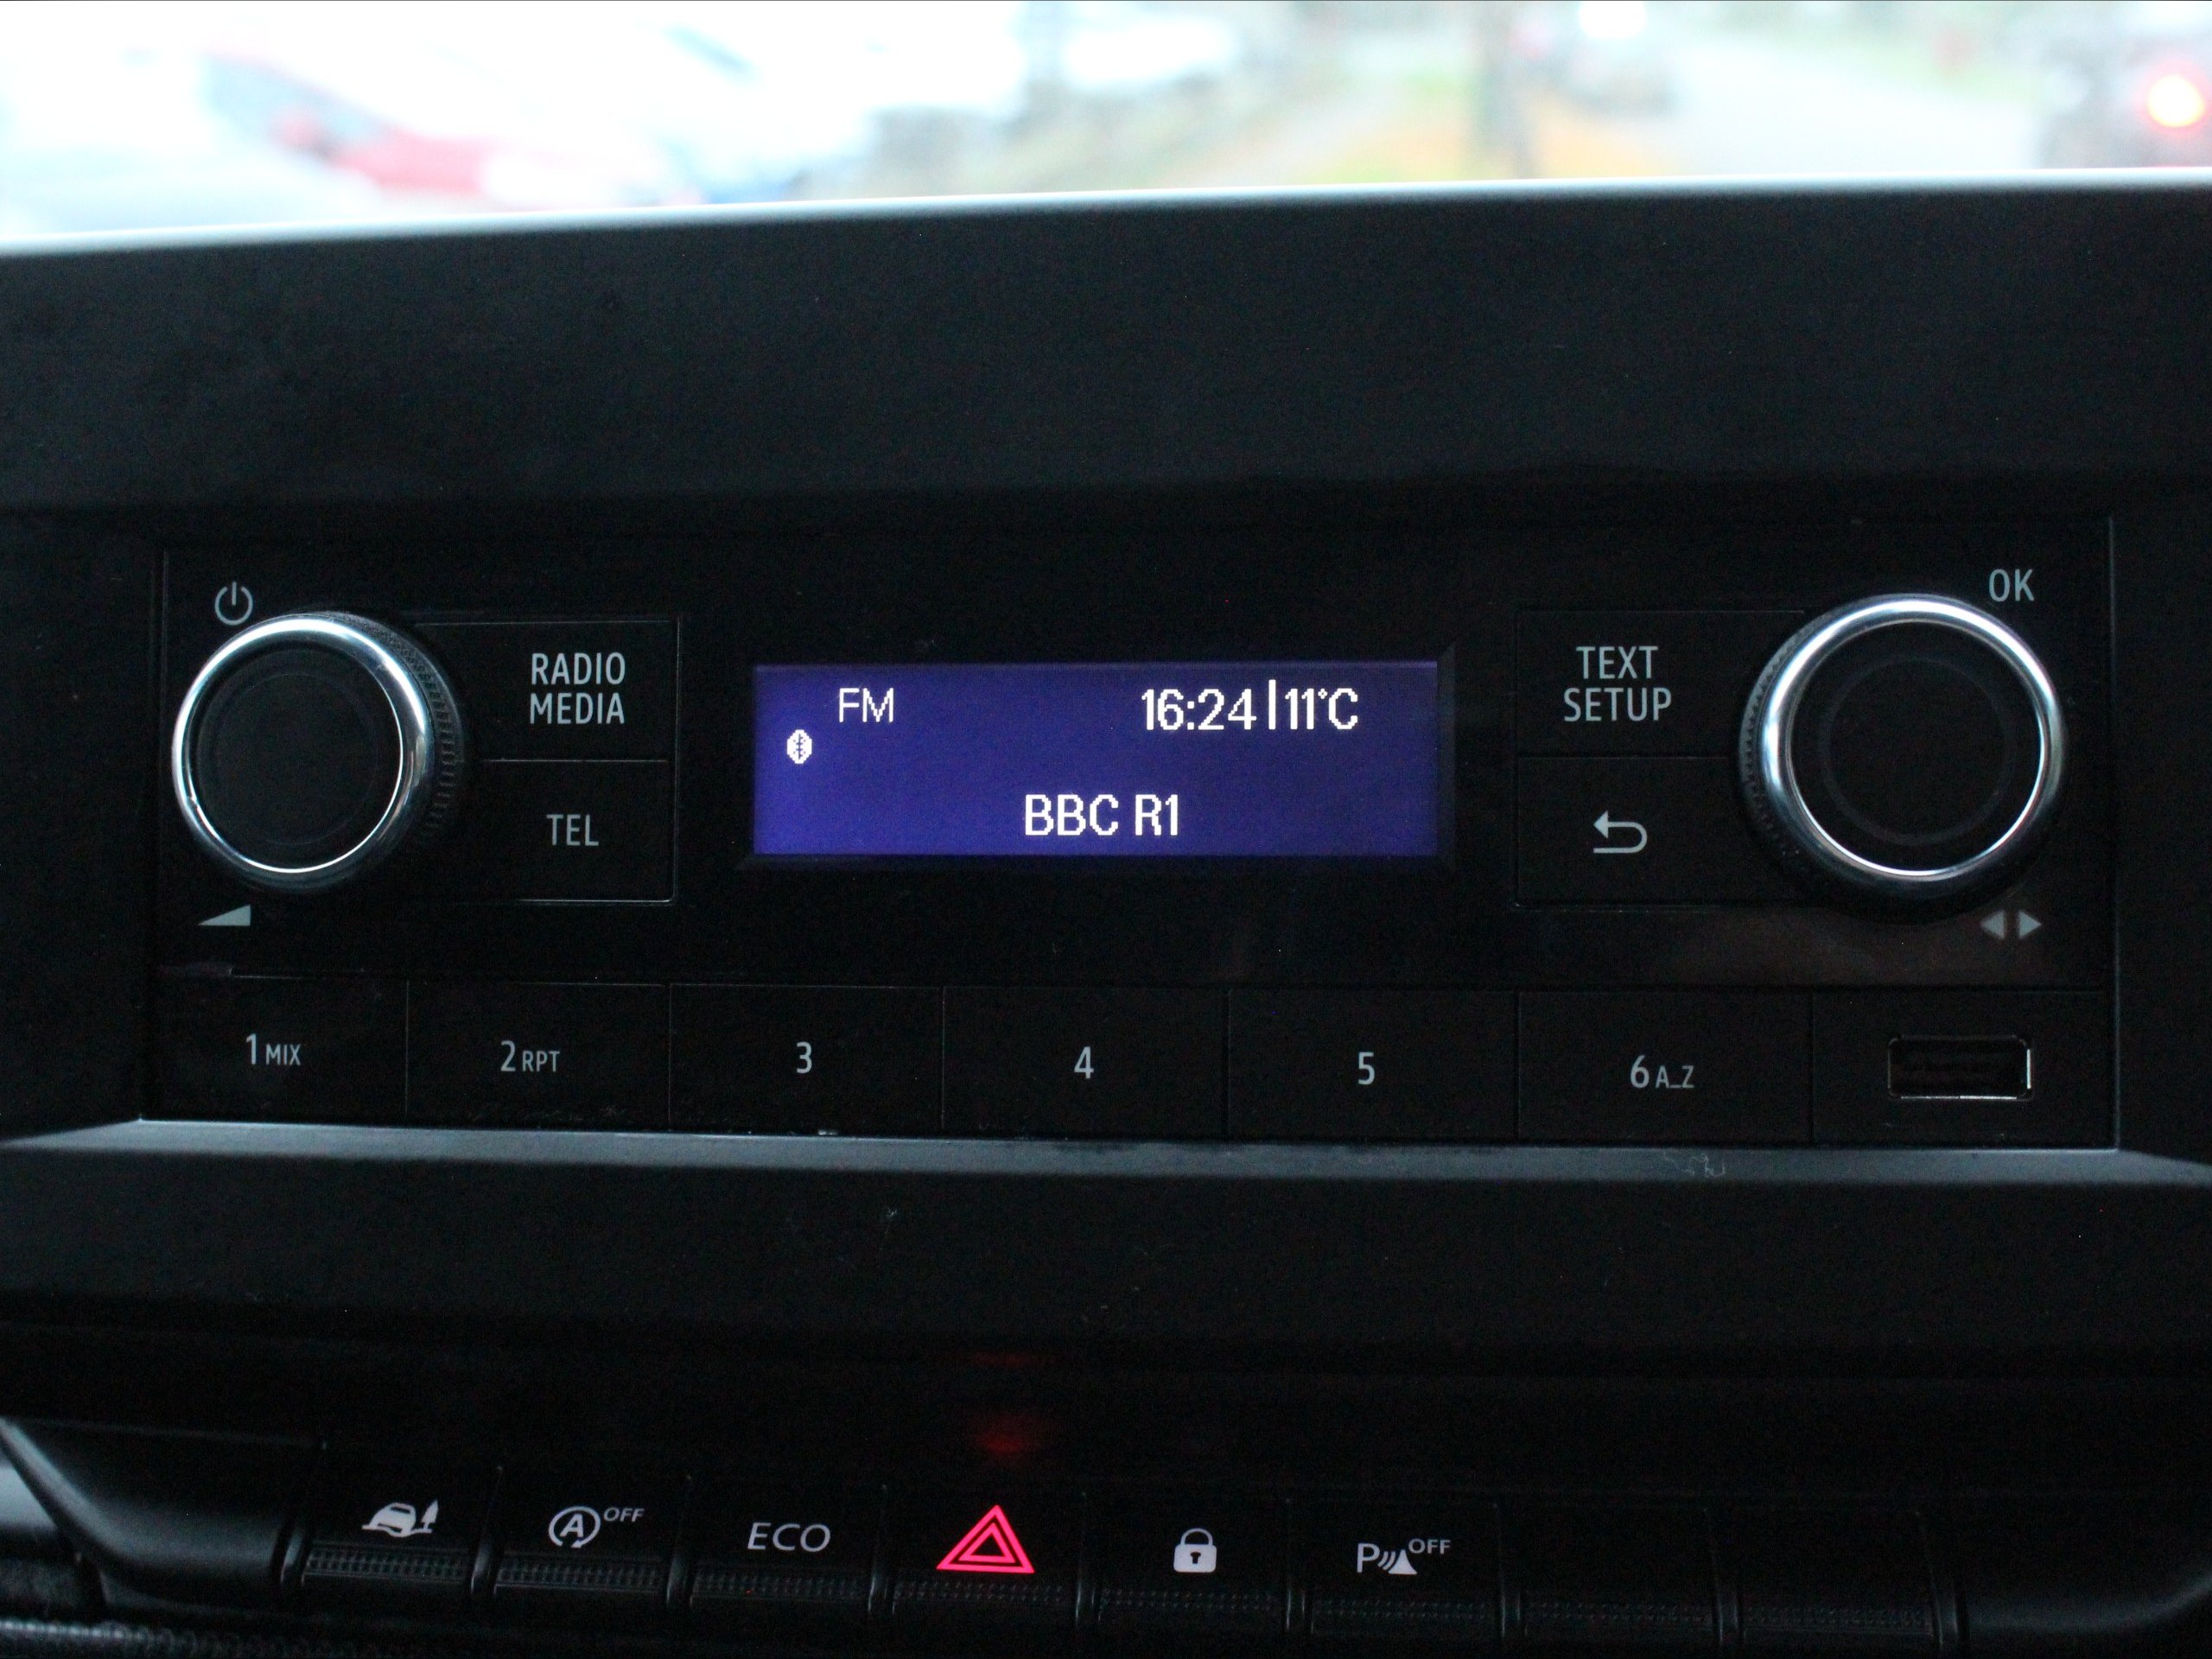 OK
RADIO
MEDIA
TEL
FM 16:24|11°C
BBC R1
TEXT
SETUP
1 MIX 2 RPT 3 4 5 6 A_Z
A OFF ECO P OFF